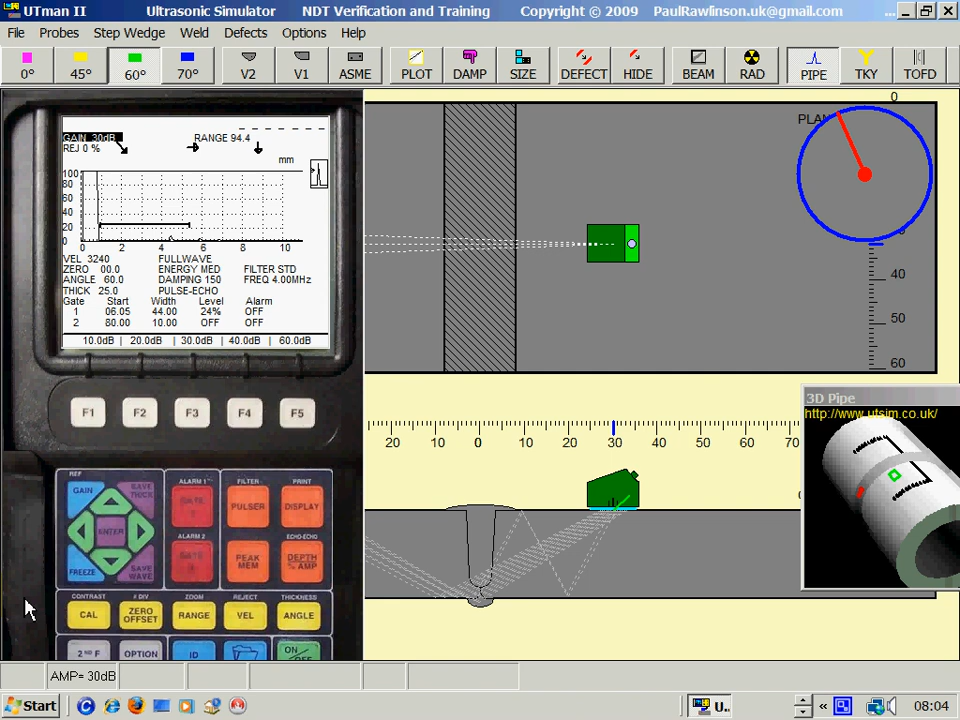 UTman II Ultrasonic Simulator NDT Verification and Training Copyright © 2009 PaulRawlinson.uk@gmail.com ...
File Probes Step Wedge Weld Defects Options Help
0° 45° 60° 70° V2 V1 ASME PLOT DAMP SIZE DEFECT HIDE BEAM RAD PIPE TKY TOFD
GAIN 30dB RANGE 94.4
REJ 0 %
mm
100
80
60
40
20
0
0 2 4 6 8 10
VEL 3240 FULLWAVE
ZERO 00.0 ENERGY MED FILTER STD
ANGLE 60.0 DAMPING 150 FREQ 4.00MHz
THICK 25.0 PULSE-ECHO
Gate Start Width Level Alarm
1 06.05 44.00 24% OFF
2 80.00 10.00 OFF OFF
10.0dB | 20.0dB | 30.0dB | 40.0dB | 60.0dB
F1 F2 F3 F4 F5
REF ALARM 1 FILTER PRINT
GAIN SAVE THICK GATE 1 PULSER DISPLAY
ENTER
ALARM 2 ECHO-ECHO
FREEZE SAVE WAVE GATE 2 PEAK MEM DEPTH % AMP
CONTRAST X DIV ZOOM REJECT THICKNESS
CAL ZERO OFFSET RANGE VEL ANGLE
2 ND F OPTION ID ON/OFF
0
PLAN
40
50
60
20 10 0 10 20 30 40 50 60 70
0
3D Pipe
http://www.utsim.co.uk/
AMP= 30dB
Start U.. « 08:04